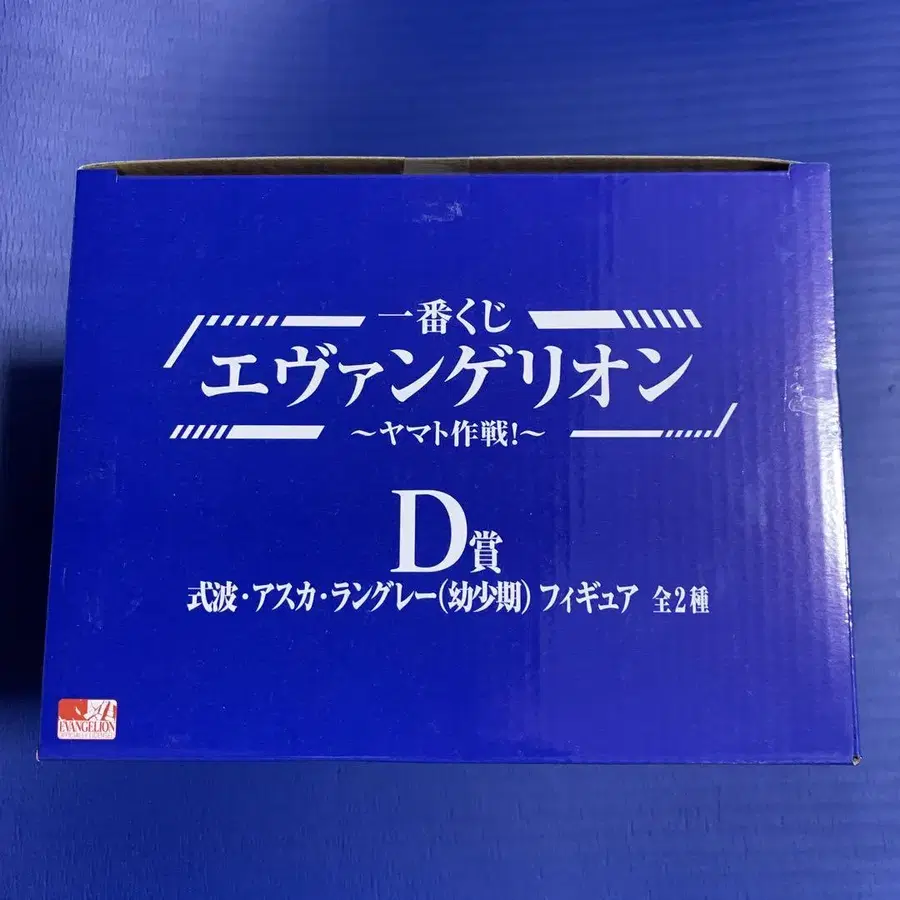 一番くじ
エヴァンゲリオン
～ヤマト作戦!～
D賞
式波・アスカ・ラングレー(幼少期) フィギュア 全2種
EVANGELION